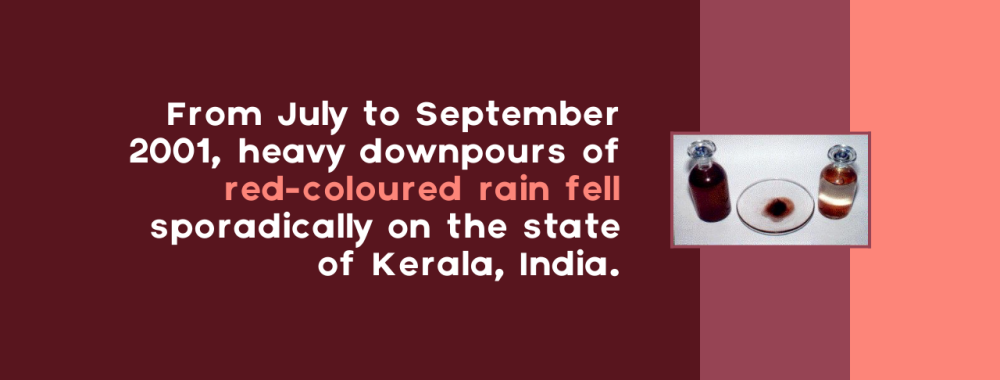 From July to September
2001, heavy downpours of
red-coloured rain fell
sporadically on the state
of Kerala, India.